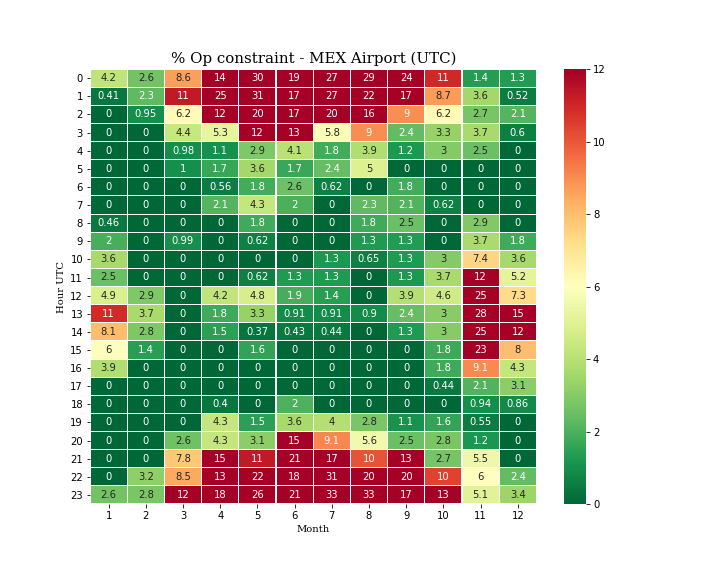 % Op constraint - MEX Airport (UTC)
0 4.2 2.6 8.6 14 30 19 27 29 24 11 1.4 1.3
1 0.41 2.3 11 25 31 17 27 22 17 8.7 3.6 0.52
2 0 0.95 6.2 12 20 17 20 16 9 6.2 2.7 2.1
3 0 0 4.4 5.3 12 13 5.8 9 2.4 3.3 3.7 0.6
4 0 0 0.98 1.1 2.9 4.1 1.8 3.9 1.2 3 2.5 0
5 0 0 1 1.7 3.6 1.7 2.4 5 0 0 0 0
6 0 0 0 0.56 1.8 2.6 0.62 0 1.8 0 0 0
7 0 0 0 2.1 4.3 2 0 2.3 2.1 0.62 0 0
8 0.46 0 0 0 1.8 0 0 1.8 2.5 0 2.9 0
9 2 0 0.99 0 0.62 0 0 1.3 1.3 0 3.7 1.8
10 3.6 0 0 0 0 0 1.3 0.65 1.3 3 7.4 3.6
11 2.5 0 0 0 0.62 1.3 1.3 0 1.3 3.7 12 5.2
12 4.9 2.9 0 4.2 4.8 1.9 1.4 0 3.9 4.6 25 7.3
13 11 3.7 0 1.8 3.3 0.91 0.91 0.9 2.4 3 28 15
14 8.1 2.8 0 1.5 0.37 0.43 0.44 0 1.3 3 25 12
15 6 1.4 0 0 1.6 0 0 0 0 1.8 23 8
16 3.9 0 0 0 0 0 0 0 0 1.8 9.1 4.3
17 0 0 0 0 0 0 0 0 0 0.44 2.1 3.1
18 0 0 0 0.4 0 2 0 0 0 0 0.94 0.86
19 0 0 0 4.3 1.5 3.6 4 2.8 1.1 1.6 0.55 0
20 0 0 2.6 4.3 3.1 15 9.1 5.6 2.5 2.8 1.2 0
21 0 0 7.8 15 11 21 17 10 13 2.7 5.5 0
22 0 3.2 8.5 13 22 18 31 20 20 10 6 2.4
23 2.6 2.8 12 18 26 21 33 33 17 13 5.1 3.4
1 2 3 4 5 6 7 8 9 10 11 12
Month
Hour UTC
12
10
8
6
4
2
0